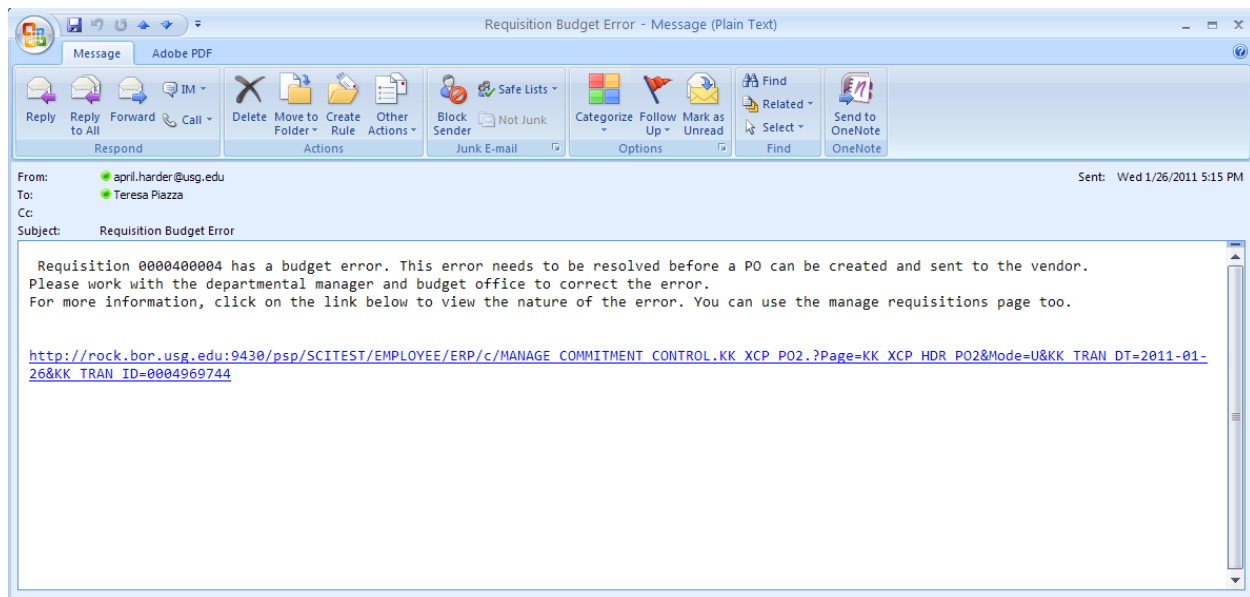 Requisition Budget Error - Message (Plain Text)
Message Adobe PDF
Reply
Reply to All
Forward
IM
Call
Respond
Delete
Move to Folder
Create Rule
Other Actions
Actions
Block Sender
Safe Lists
Not Junk
Junk E-mail
Categorize
Follow Up
Mark as Unread
Options
Find
Related
Select
Find
Send to OneNote
OneNote
From: april.harder@usg.edu Sent: Wed 1/26/2011 5:15 PM
To: Teresa Piazza
Cc:
Subject: Requisition Budget Error
Requisition 0000400004 has a budget error. This error needs to be resolved before a PO can be created and sent to the vendor.
Please work with the departmental manager and budget office to correct the error.
For more information, click on the link below to view the nature of the error. You can use the manage requisitions page too.
http://rock.bor.usg.edu:9430/psp/SCITEST/EMPLOYEE/ERP/c/MANAGE_COMMITMENT_CONTROL.KK_XCP_PO2.?Page=KK_XCP_HDR_PO2&Mode=U&KK_TRAN_DT=2011-01-
26&KK_TRAN_ID=0004969744